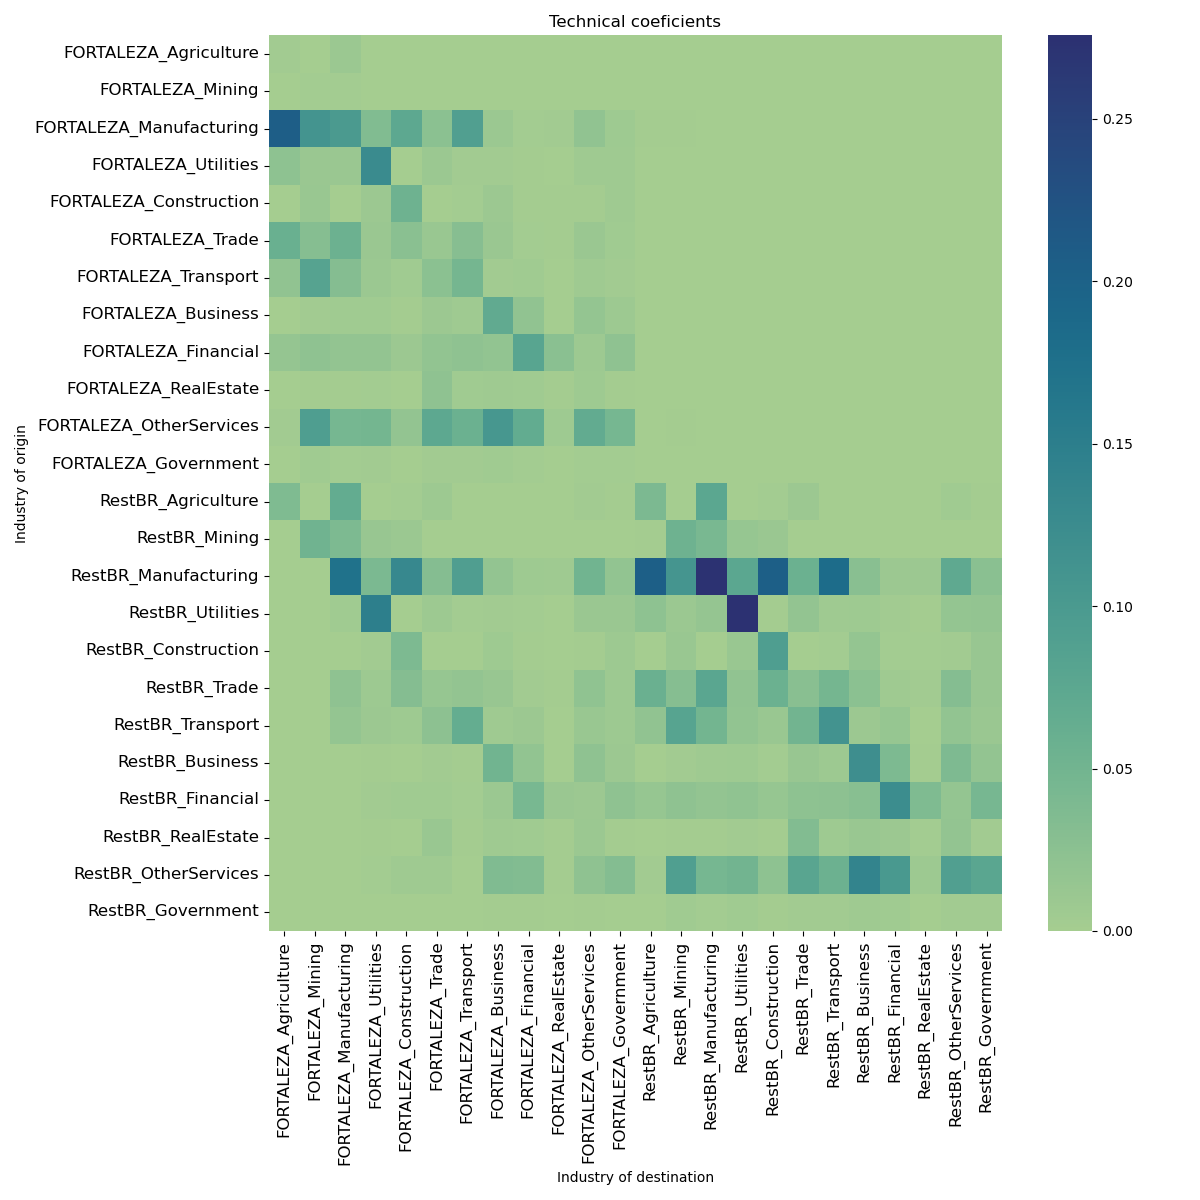 Technical coeficients
Industry of origin
FORTALEZA_Agriculture
FORTALEZA_Mining
FORTALEZA_Manufacturing
FORTALEZA_Utilities
FORTALEZA_Construction
FORTALEZA_Trade
FORTALEZA_Transport
FORTALEZA_Business
FORTALEZA_Financial
FORTALEZA_RealEstate
FORTALEZA_OtherServices
FORTALEZA_Government
RestBR_Agriculture
RestBR_Mining
RestBR_Manufacturing
RestBR_Utilities
RestBR_Construction
RestBR_Trade
RestBR_Transport
RestBR_Business
RestBR_Financial
RestBR_RealEstate
RestBR_OtherServices
RestBR_Government
FORTALEZA_Agriculture
FORTALEZA_Mining
FORTALEZA_Manufacturing
FORTALEZA_Utilities
FORTALEZA_Construction
FORTALEZA_Trade
FORTALEZA_Transport
FORTALEZA_Business
FORTALEZA_Financial
FORTALEZA_RealEstate
FORTALEZA_OtherServices
FORTALEZA_Government
RestBR_Agriculture
RestBR_Mining
RestBR_Manufacturing
RestBR_Utilities
RestBR_Construction
RestBR_Trade
RestBR_Transport
RestBR_Business
RestBR_Financial
RestBR_RealEstate
RestBR_OtherServices
RestBR_Government
Industry of destination
0.25
0.20
0.15
0.10
0.05
0.00